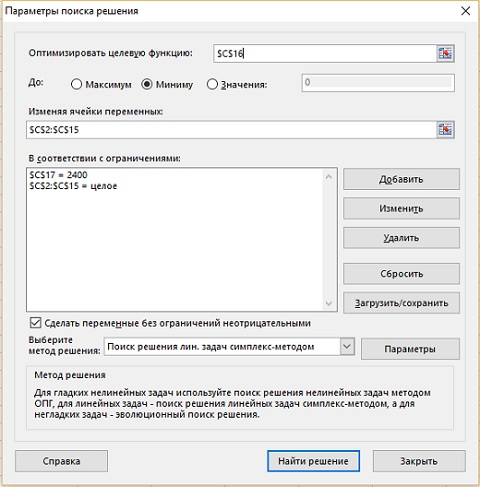 Параметры поиска решения
Оптимизировать целевую функцию: $C$16
До: Максимум Миниму Значения: 0
Изменяя ячейки переменных:
$C$2:$C$15
В соответствии с ограничениями:
$C$17 = 2400
$C$2:$C$15 = целое
Добавить
Изменить
Удалить
Сбросить
Загрузить/сохранить
Сделать переменные без ограничений неотрицательными
Выберите
метод решения: Поиск решения лин. задач симплекс-методом Параметры
Метод решения
Для гладких нелинейных задач используйте поиск решения нелинейных задач методом
ОПГ, для линейных задач - поиск решения линейных задач симплекс-методом, а для
негладких задач - эволюционный поиск решения.
Справка Найти решение Закрыть